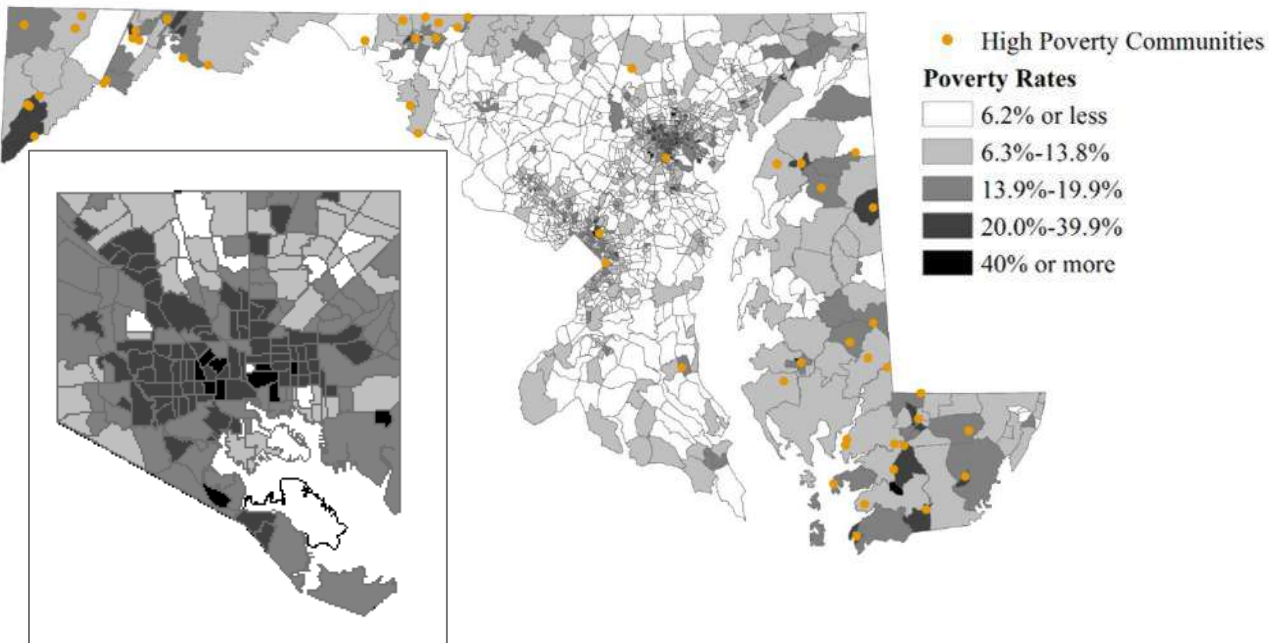 High Poverty Communities
Poverty Rates
6.2% or less
6.3%-13.8%
13.9%-19.9%
20.0%-39.9%
40% or more